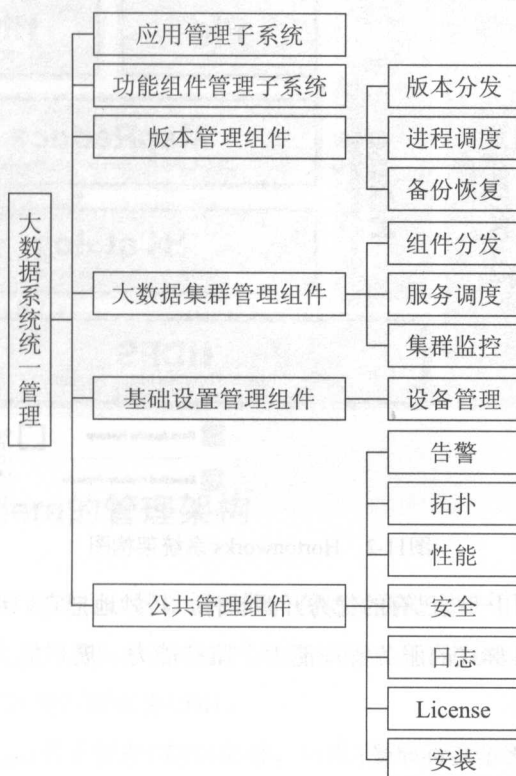 大数据系统统一管理
应用管理子系统
功能组件管理子系统
版本管理组件
版本分发
进程调度
备份恢复
大数据集群管理组件
组件分发
服务调度
集群监控
基础设置管理组件
设备管理
公共管理组件
告警
拓扑
性能
安全
日志
License
安装